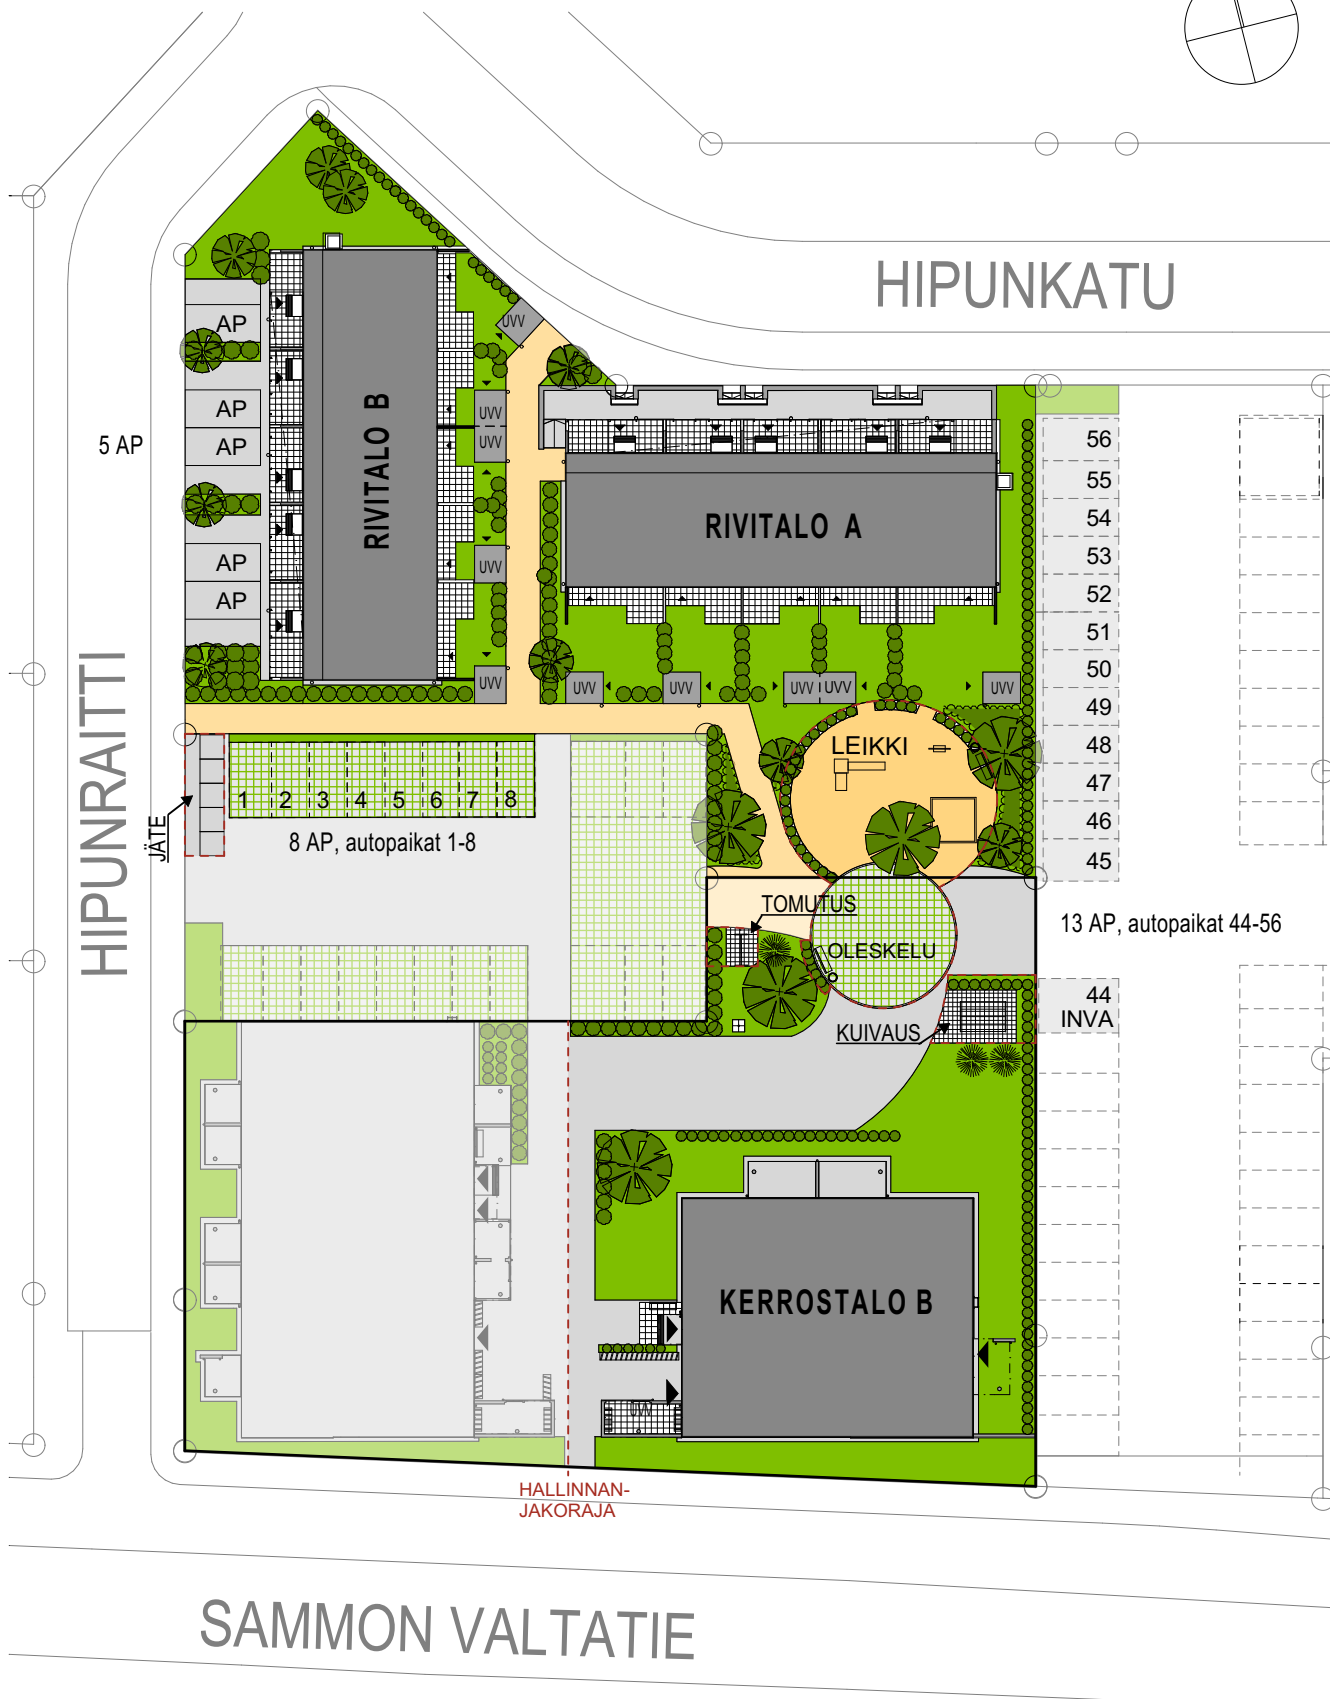 HIPUNKATU
UVV
AP
AP
AP
5 AP
RIVITALO B
UVV
UVV
56
55
54
53
52
51
50
49
48
47
46
45
RIVITALO A
AP
AP
UVV
UVV
UVV
UVV
UVV
UVV
UVV
HIPUNRAITTI
LEIKKI
JÄTE
1 2 3 4 5 6 7 8
8 AP, autopaikat 1-8
TOMUTUS
13 AP, autopaikat 44-56
OLESKELU
44
INVA
KUIVAUS
KERROSTALO B
UVV
HALLINNAN-
JAKORAJA
SAMMON VALTATIE